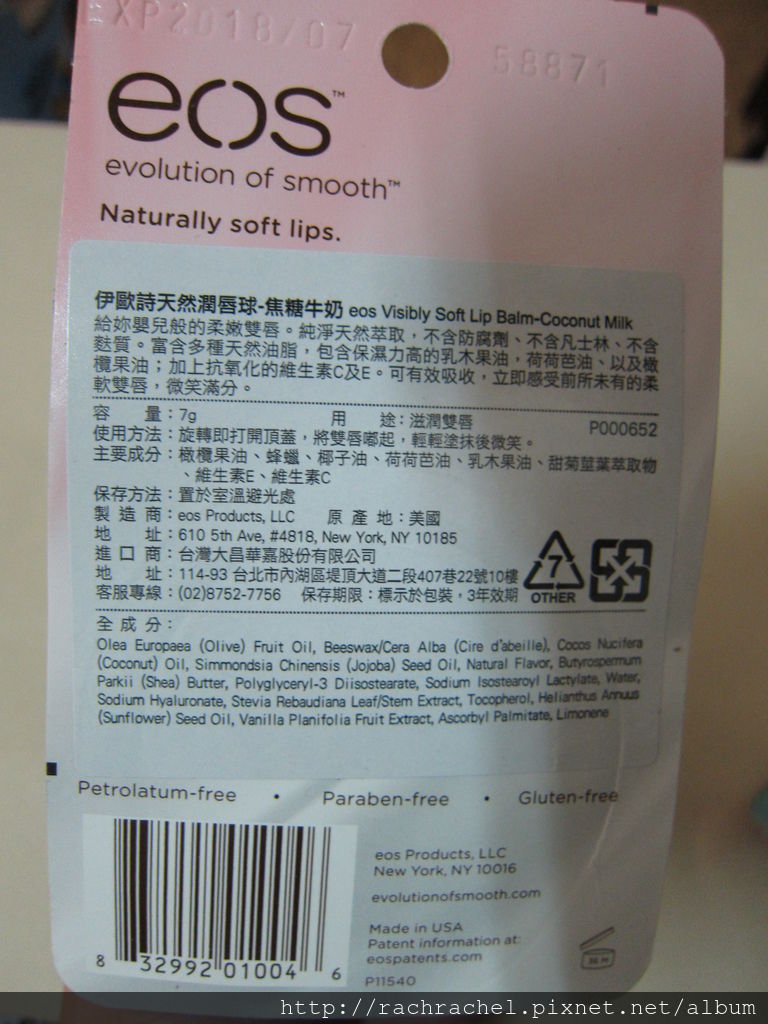 EXP2018/07
58871
eos™
evolution of smooth™
Naturally soft lips.
伊歐詩天然潤唇球-焦糖牛奶 eos Visibly Soft Lip Balm-Coconut Milk
給妳嬰兒般的柔嫩雙唇。純淨天然萃取，不含防腐劑、不含凡士林、不含
麩質。富含多種天然油脂，包含保濕力高的乳木果油，荷荷芭油、以及橄
欖果油；加上抗氧化的維生素C及E。可有效吸收，立即感受前所未有的柔
軟雙唇，微笑滿分。
容 量：7g 用 途：滋潤雙唇 P000652
使用方法：旋轉即打開頂蓋，將雙唇嘟起，輕輕塗抹後微笑。
主要成分：橄欖果油、蜂蠟、椰子油、荷荷芭油、乳木果油、甜菊莖葉萃取物
、維生素E、維生素C
保存方法：置於室溫避光處
製 造 商：eos Products, LLC 原 產 地：美國
地 址：610 5th Ave, #4818, New York, NY 10185
進 口 商：台灣大昌華嘉股份有限公司
地 址：114-93 台北市內湖區堤頂大道二段407巷22號10樓
客服專線：(02)8752-7756 保存期限：標示於包裝，3年效期
7
OTHER
全 成 分：
Olea Europaea (Olive) Fruit Oil, Beeswax/Cera Alba (Cire d'abeille), Cocos Nucifera
(Coconut) Oil, Simmondsia Chinensis (Jojoba) Seed Oil, Natural Flavor, Butyrospermum
Parkii (Shea) Butter, Polyglyceryl-3 Diisostearate, Sodium Isostearoyl Lactylate, Water,
Sodium Hyaluronate, Stevia Rebaudiana Leaf/Stem Extract, Tocopherol, Helianthus Annuus
(Sunflower) Seed Oil, Vanilla Planifolia Fruit Extract, Ascorbyl Palmitate, Limonene
Petrolatum-free • Paraben-free • Gluten-free
eos Products, LLC
New York, NY 10016
evolutionofsmooth.com
Made in USA
Patent information at:
eospatents.com
P11540
36 M
8 32992 01004 6
http://rachrachel.pixnet.net/album